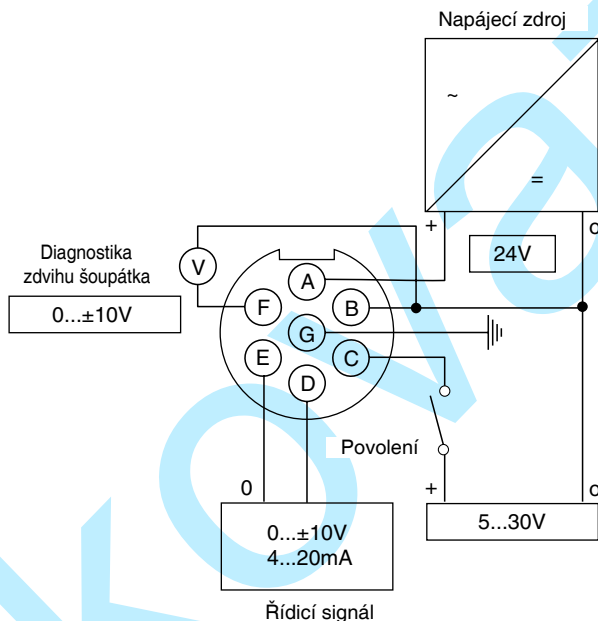 Napájecí zdroj
~
=
+
o
24V
Diagnostika
zdvihu šoupátka
0...±10V
V
A
F
B
G
E
C
D
Povolení
0
+
o
0...±10V
4...20mA
5...30V
Řídicí signál